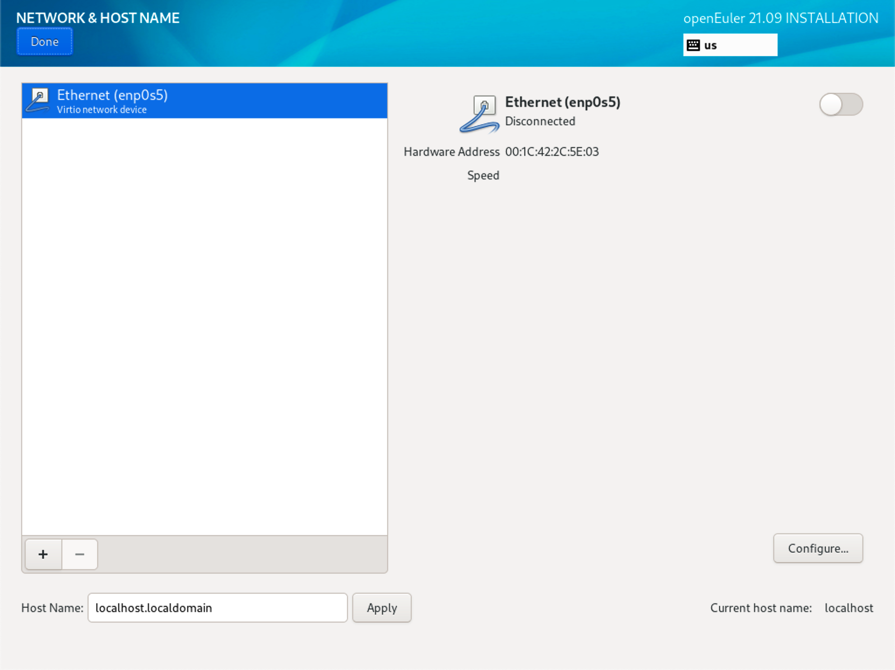 NETWORK & HOST NAME
openEuler 21.09 INSTALLATION
Done
us
Ethernet (enp0s5)
Virtio network device
Ethernet (enp0s5)
Disconnected
Hardware Address 00:1C:42:2C:5E:03
Speed
+ −
Configure...
Host Name: localhost.localdomain Apply
Current host name: localhost